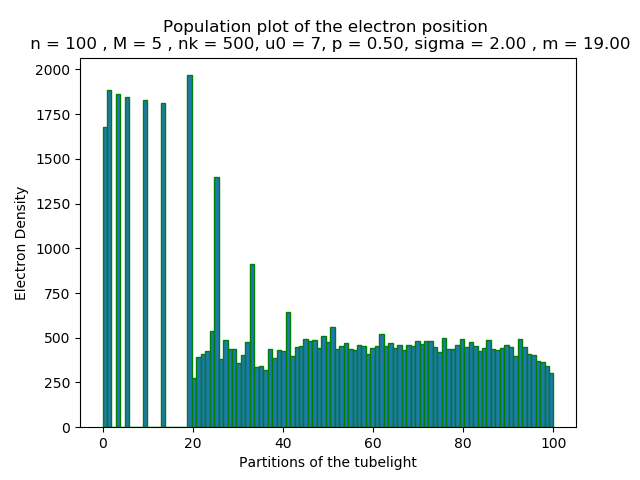 Population plot of the electron position
n = 100 , M = 5 , nk = 500, u0 = 7, p = 0.50, sigma = 2.00 , m = 19.00
2000
1750
1500
1250
1000
750
500
250
0
Electron Density
0 20 40 60 80 100
Partitions of the tubelight